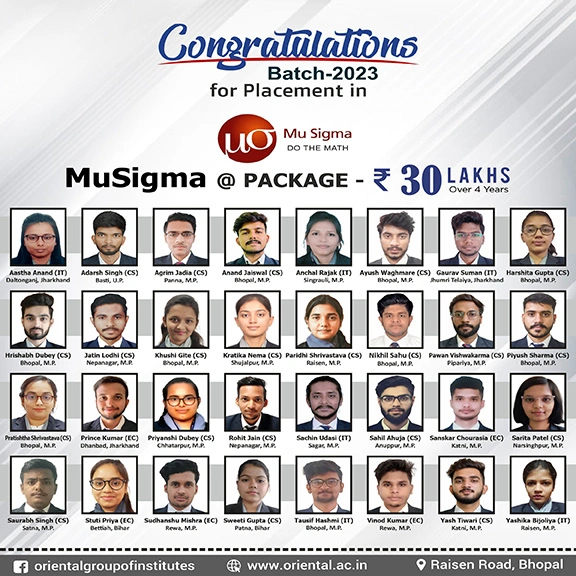 Congratulations
Batch-2023
for Placement in
μσ Mu Sigma
DO THE MATH
MuSigma @ PACKAGE - ₹ 30 LAKHS
Over 4 Years
Aastha Anand (IT) Adarsh Singh (CS) Agrim Jadia (CS) Anand Jaiswal (CS) Anchal Rajak (IT) Ayush Waghmare (CS) Gaurav Suman (IT) Harshita Gupta (CS)
Daltonganj, Jharkhand Basti, U.P. Panna, M.P. Bhopal, M.P. Singrauli, M.P. Bhopal, M.P. Jhumri Telaiya, Jharkhand Bhopal, M.P.
Hrishabh Dubey (CS) Jatin Lodhi (CS) Khushi Gite (CS) Kratika Nema (CS) Paridhi Shrivastava (CS) Nikhil Sahu (CS) Pawan Vishwakarma (CS) Piyush Sharma (CS)
Bhopal, M.P. Nepanagar, M.P. Bhopal, M.P. Shujalpur, M.P. Raisen, M.P. Bhopal, M.P. Pipariya, M.P. Bhopal, M.P.
Pratishtha Shrivastava (CS) Prince Kumar (EC) Priyanshi Dubey (CS) Rohit Jain (CS) Sachin Udasi (IT) Sahil Ahuja (CS) Sanskar Chourasia (EC) Sarita Patel (CS)
Bhopal, M.P. Dhanbad, Jharkhand Chhatarpur, M.P. Nepanagar, M.P. Sagar, M.P. Anuppur, M.P. Katni, M.P. Narsinghpur, M.P.
Saurabh Singh (CS) Stuti Priya (EC) Sudhanshu Mishra (EC) Sweeti Gupta (CS) Tausif Hashmi (IT) Vinod Kumar (EC) Yash Tiwari (CS) Yashika Bijoliya (IT)
Satna, M.P. Bettiah, Bihar Rewa, M.P. Patna, Bihar Bhopal, M.P. Rewa, M.P. Katni, M.P. Raisen, M.P.
orientalgroupofinstitutes www.oriental.ac.in Raisen Road, Bhopal